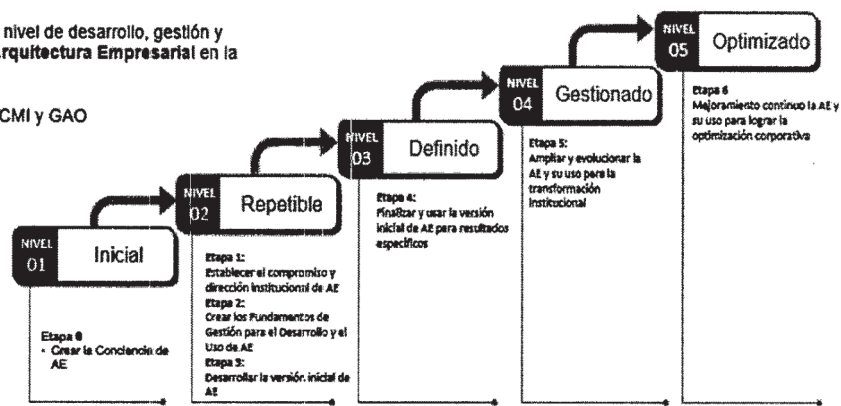 nivel de desarrollo, gestión y
rquitectura Empresarial en la
CMI y GAO
NIVEL
01
Inicial
Etapa 0
• Crear la Conciencia de
AE
NIVEL
02
Repetible
Etapa 1:
Establecer el compromiso y
dirección institucional de AE
Etapa 2:
Crear los Fundamentos de
Gestión para el Desarrollo y el
Uso de AE
Etapa 3:
Desarrollar la versión inicial de
AE
NIVEL
03
Definido
Etapa 4:
Finalizar y usar la versión
inicial de AE para resultados
específicos
NIVEL
04
Gestionado
Etapa 5:
Ampliar y evolucionar la
AE y su uso para la
transformación
institucional
NIVEL
05
Optimizado
Etapa 6
Mejoramiento continuo la AE y
su uso para lograr la
optimización corporativa